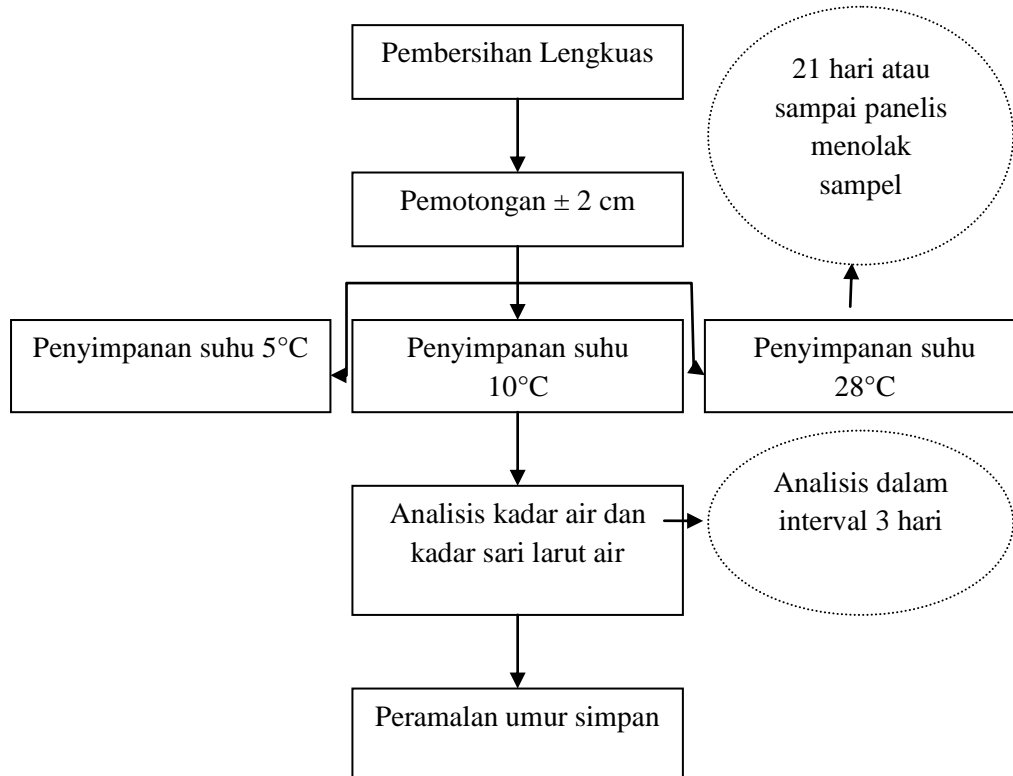 Pembersihan Lengkuas
21 hari atau
sampai panelis
menolak
sampel
Pemotongan ± 2 cm
Penyimpanan suhu 5°C
Penyimpanan suhu
10°C
Penyimpanan suhu
28°C
Analisis kadar air dan
kadar sari larut air
Analisis dalam
interval 3 hari
Peramalan umur simpan